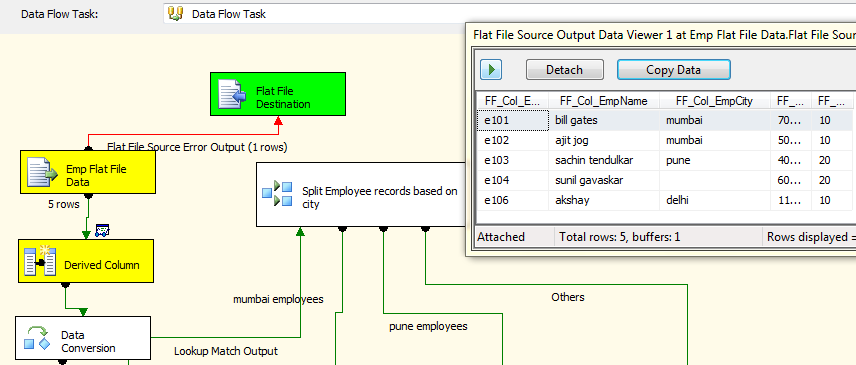 Data Flow Task: Data Flow Task
Flat File Source Output Data Viewer 1 at Emp Flat File Data.Flat File Sour
Detach Copy Data
FF_Col_E... FF_Col_EmpName FF_Col_EmpCity FF_... FF_...
e101 bill gates mumbai 70... 10
e102 ajit jog mumbai 50... 10
e103 sachin tendulkar pune 40... 20
e104 sunil gavaskar 60... 20
e106 akshay delhi 11... 10
Attached Total rows: 5, buffers: 1 Rows displayed =
Flat File
Destination
Flat File Source Error Output (1 rows)
Emp Flat File
Data
5 rows
Split Employee records based on
city
Derived Column
mumbai employees
Others
pune employees
Data
Conversion
Lookup Match Output